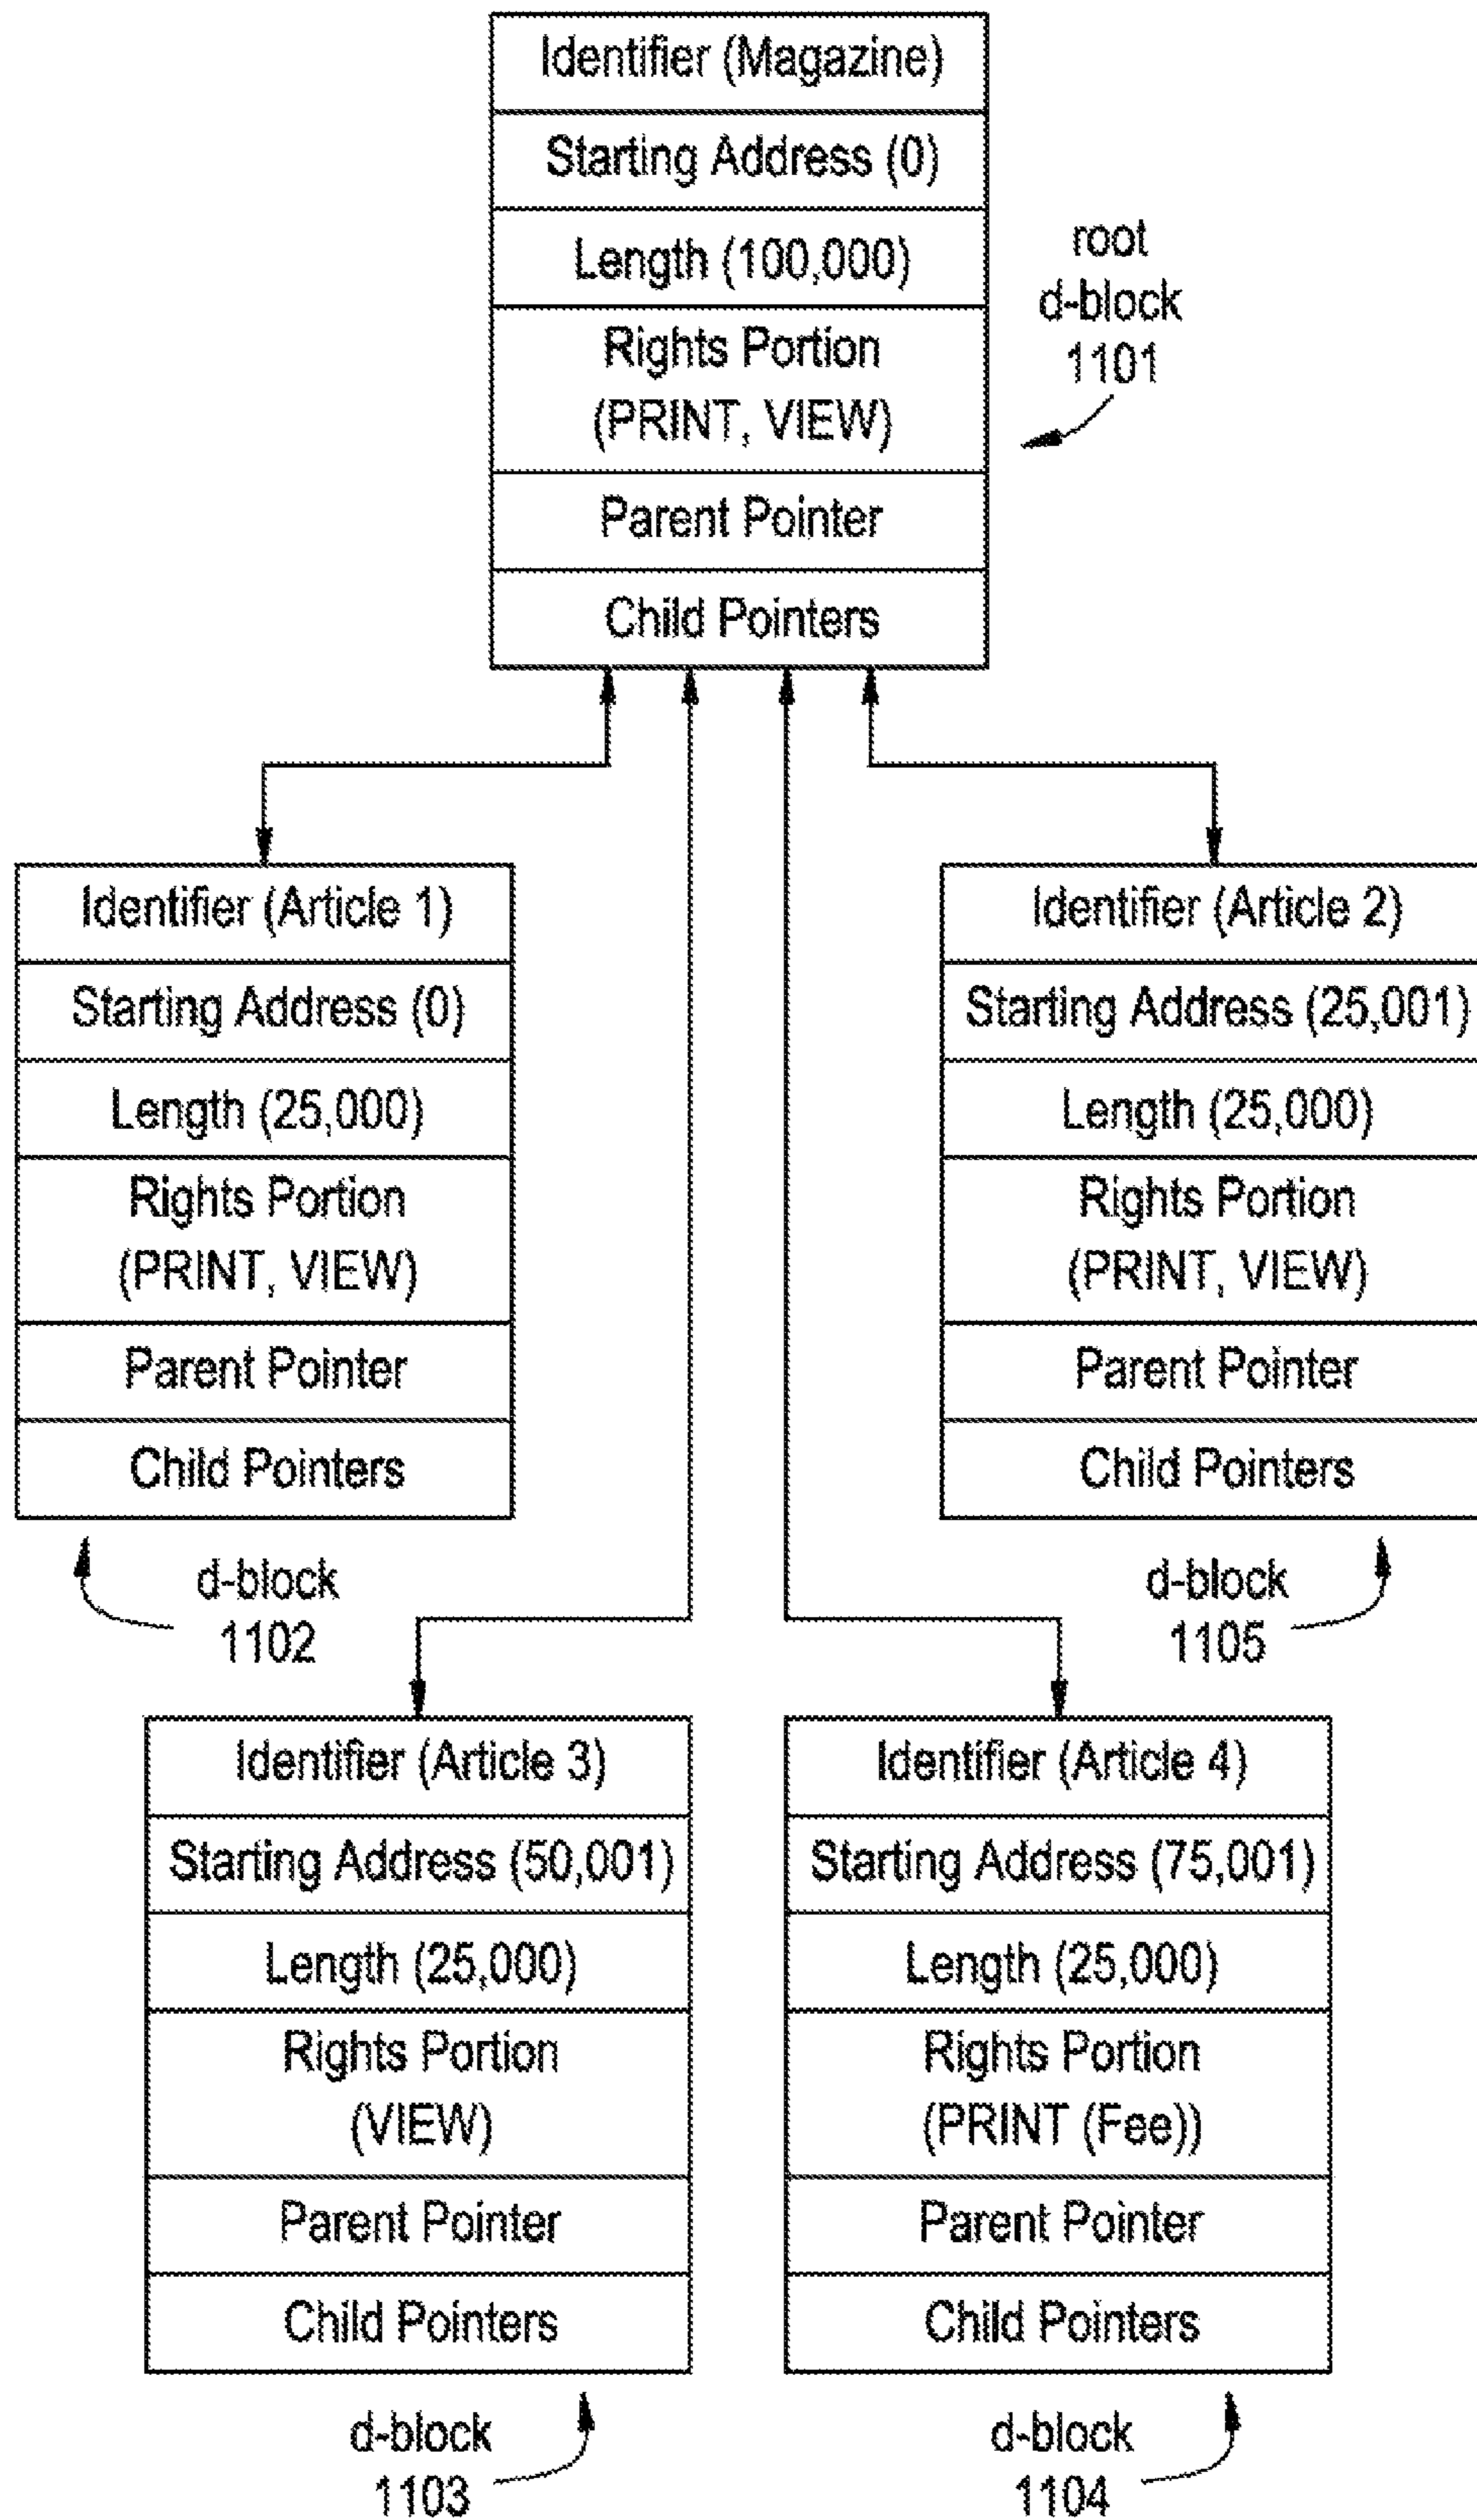 Identifier (Magazine)
Starting Address (0)
Length (100,000)
Rights Portion
(PRINT, VIEW)
Parent Pointer
Child Pointers
root
d-block
1101
Identifier (Article 1)
Starting Address (0)
Length (25,000)
Rights Portion
(PRINT, VIEW)
Parent Pointer
Child Pointers
d-block
1102
Identifier (Article 2)
Starting Address (25,001)
Length (25,000)
Rights Portion
(PRINT, VIEW)
Parent Pointer
Child Pointers
d-block
1105
Identifier (Article 3)
Starting Address (50,001)
Length (25,000)
Rights Portion
(VIEW)
Parent Pointer
Child Pointers
d-block
1103
Identifier (Article 4)
Starting Address (75,001)
Length (25,000)
Rights Portion
(PRINT (Fee))
Parent Pointer
Child Pointers
d-block
1104